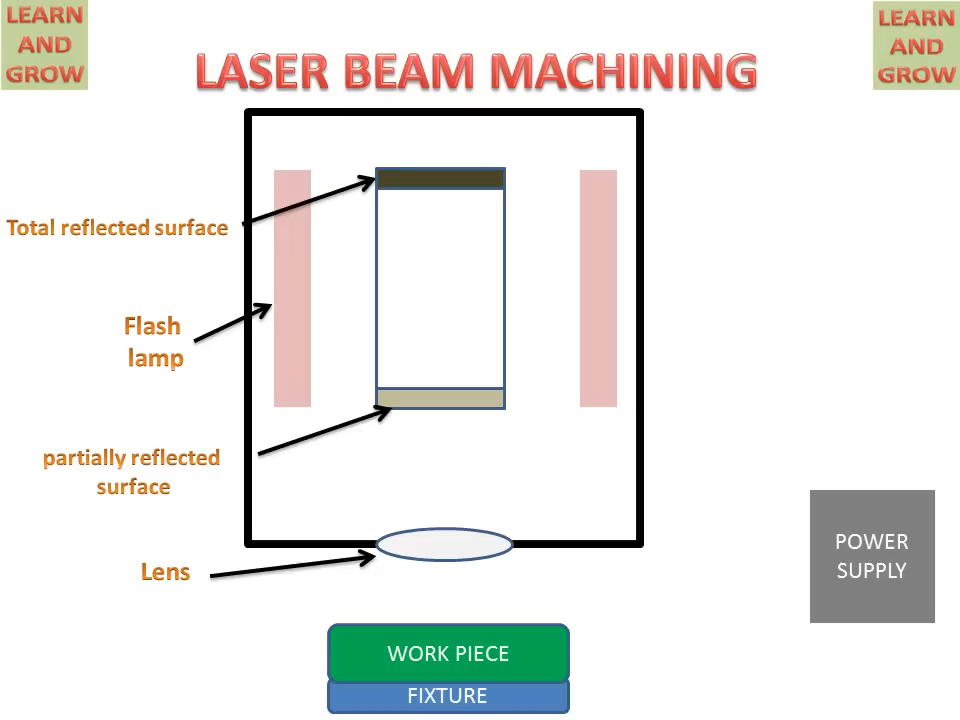 LEARN
AND
GROW
LEARN
AND
GROW
LASER BEAM MACHINING
Total reflected surface
Flash
lamp
partially reflected
surface
Lens
POWER
SUPPLY
WORK PIECE
FIXTURE